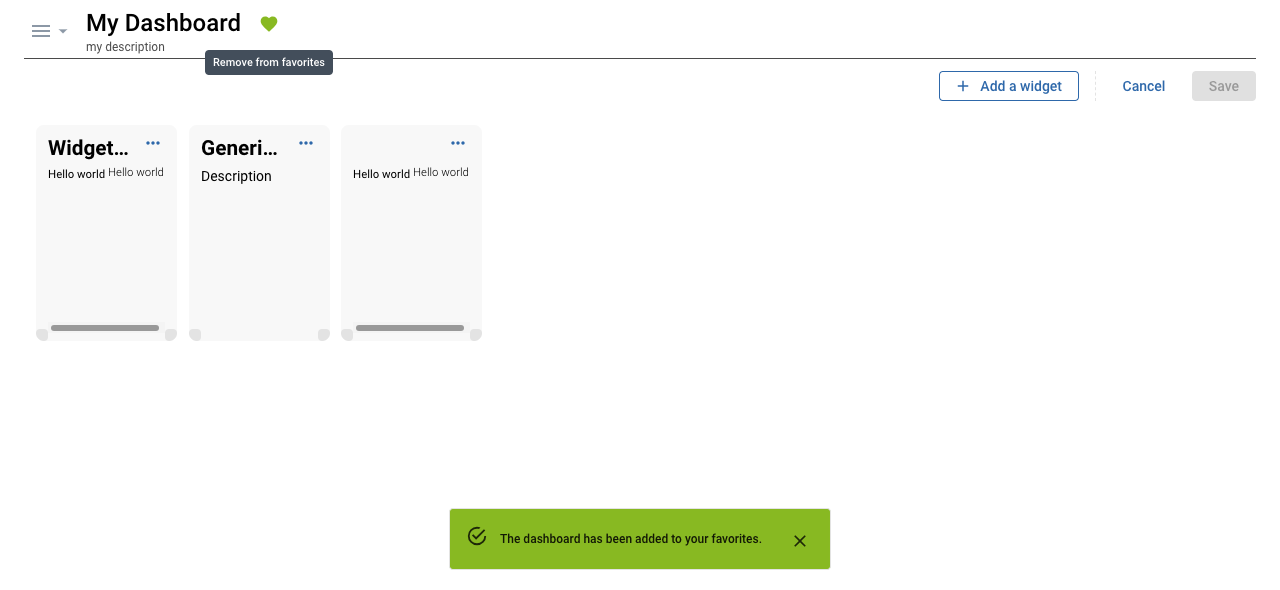 My Dashboard
my description
Remove from favorites
Add a widget
Cancel
Save
Widget...
Hello world Hello world
Generi...
Description
Hello world Hello world
The dashboard has been added to your favorites.